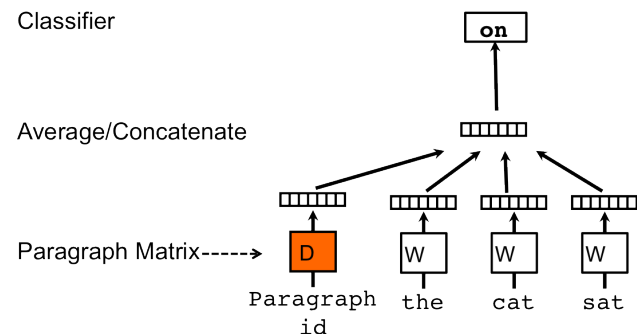 Classifier
on
Average/Concatenate
Paragraph Matrix
D
W
W
W
Paragraph
id
the
cat
sat